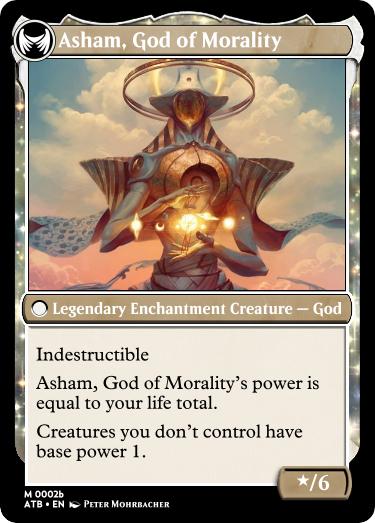 Asham, God of Morality
Legendary Enchantment Creature — God
Indestructible
Asham, God of Morality's power is
equal to your life total.
Creatures you don't control have
base power 1.
★/6
M 0002b
ATB • EN Peter Mohrbacher